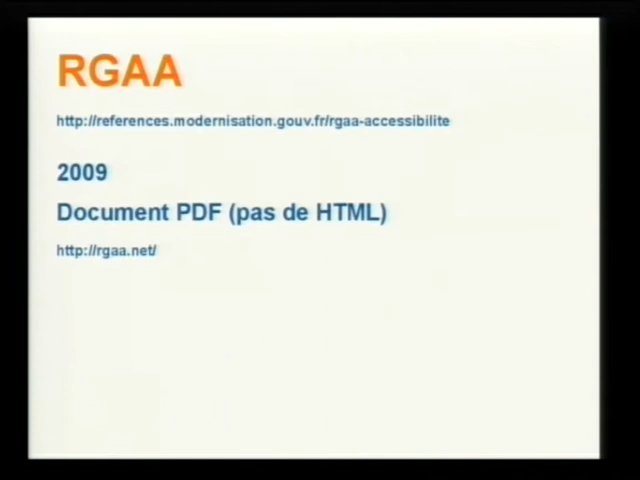 RGAA
http://references.modernisation.gouv.fr/rgaa-accessibilite
2009
Document PDF (pas de HTML)
http://rgaa.net/